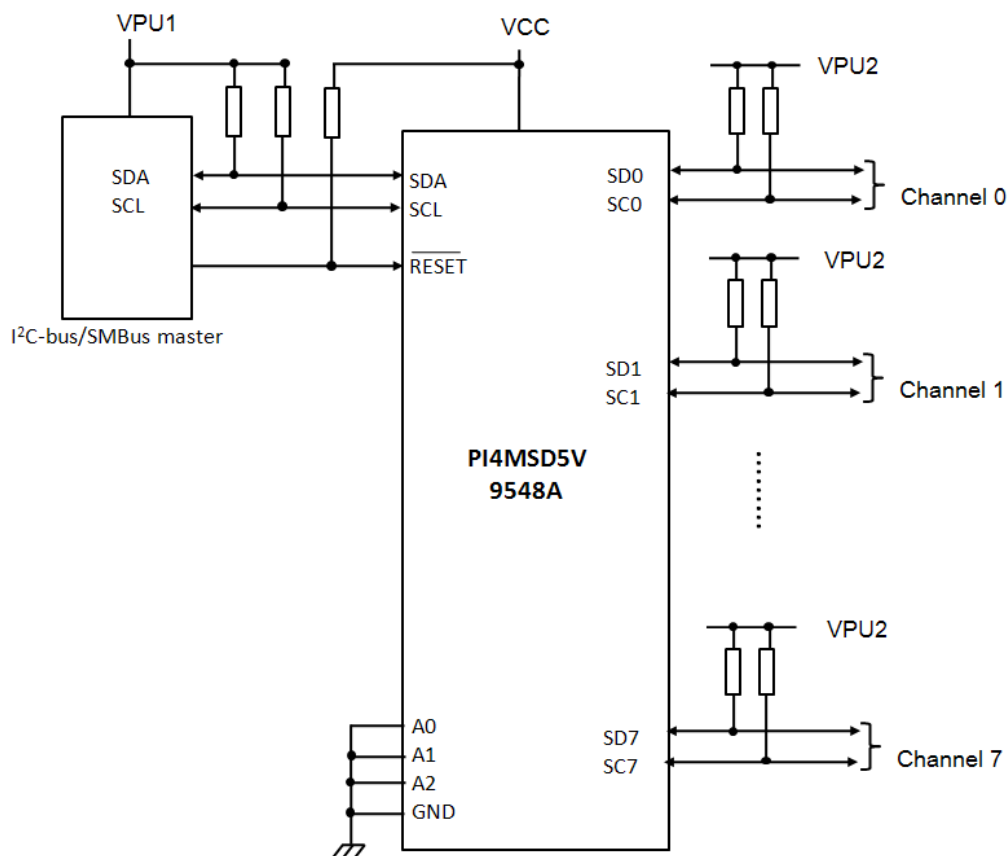 VPU1
VCC
VPU2
SDA
SCL
SDA
SCL
RESET
SD0
SC0
Channel 0
VPU2
I²C-bus/SMBus master
SD1
SC1
Channel 1
PI4MSD5V
9548A
VPU2
A0
A1
A2
GND
SD7
SC7
Channel 7